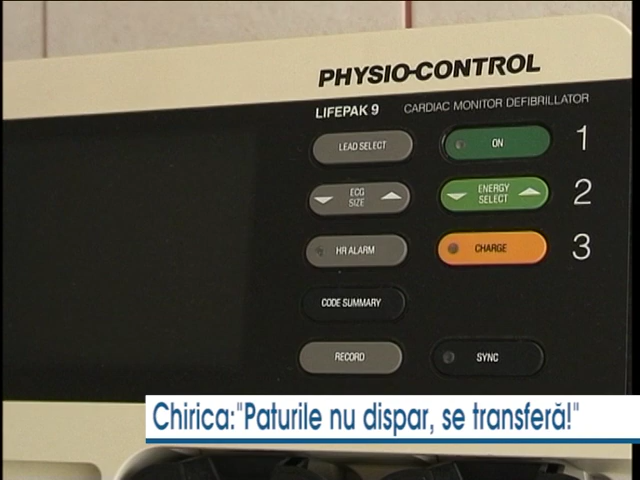 PHYSIO-CONTROL
LIFEPAK 9 CARDIAC MONITOR DEFIBRILLATOR
LEAD SELECT ON 1
ECG SIZE ENERGY SELECT 2
HR ALARM CHARGE 3
CODE SUMMARY
RECORD SYNC
Chirica:"Paturile nu dispar, se transferă!"